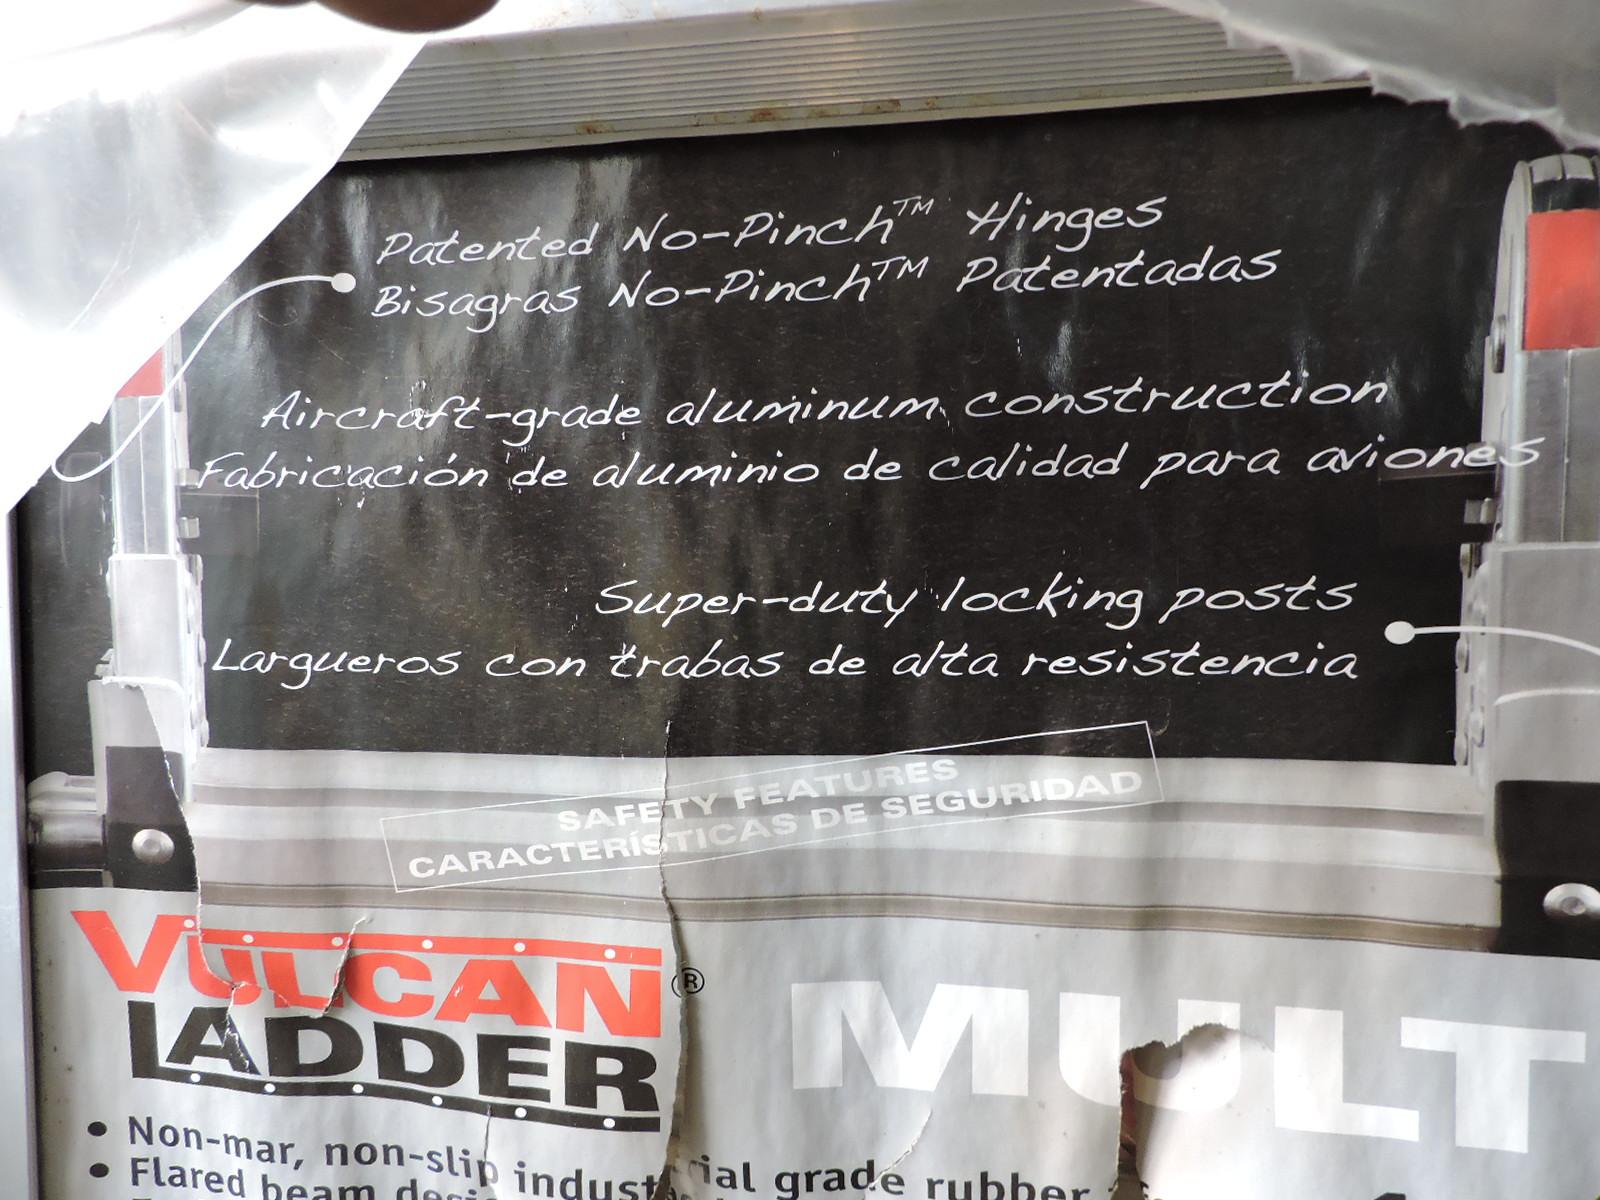 Patented No-Pinch™ Hinges
Bisagras No-Pinch™ Patentadas
Aircraft-grade aluminum construction
Fabricación de aluminio de calidad para aviones
Super-duty locking posts
Largueros con trabas de alta resistencia
SAFETY FEATURES
CARACTERÍSTICAS DE SEGURIDAD
VULCAN®
LADDER
MULT
• Non-mar, non-slip industrial grade rubber
• Flared beam